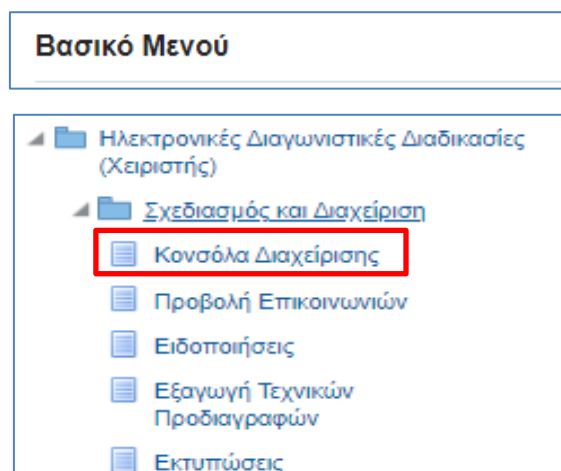 Βασικό Μενού
Ηλεκτρονικές Διαγωνιστικές Διαδικασίες
(Χειριστής)
Σχεδιασμός και Διαχείριση
Κονσόλα Διαχείρισης
Προβολή Επικοινωνιών
Ειδοποιήσεις
Εξαγωγή Τεχνικών
Προδιαγραφών
Εκτυπώσεις